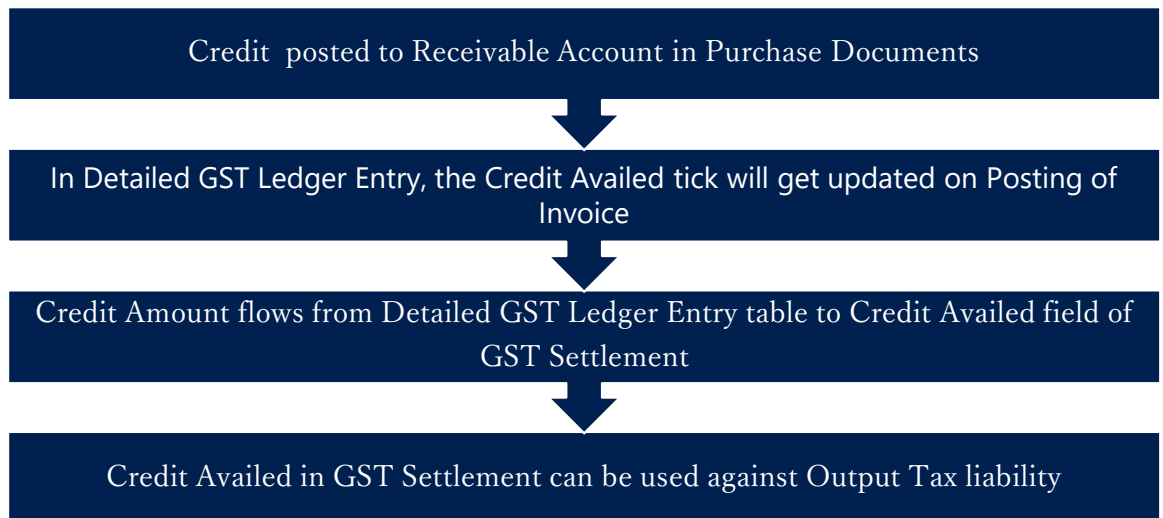 Credit  posted to Receivable Account in Purchase Documents
In Detailed GST Ledger Entry, the Credit Availed tick will get updated on Posting of
Invoice
Credit Amount flows from Detailed GST Ledger Entry table to Credit Availed field of
GST Settlement
Credit Availed in GST Settlement can be used against Output Tax liability